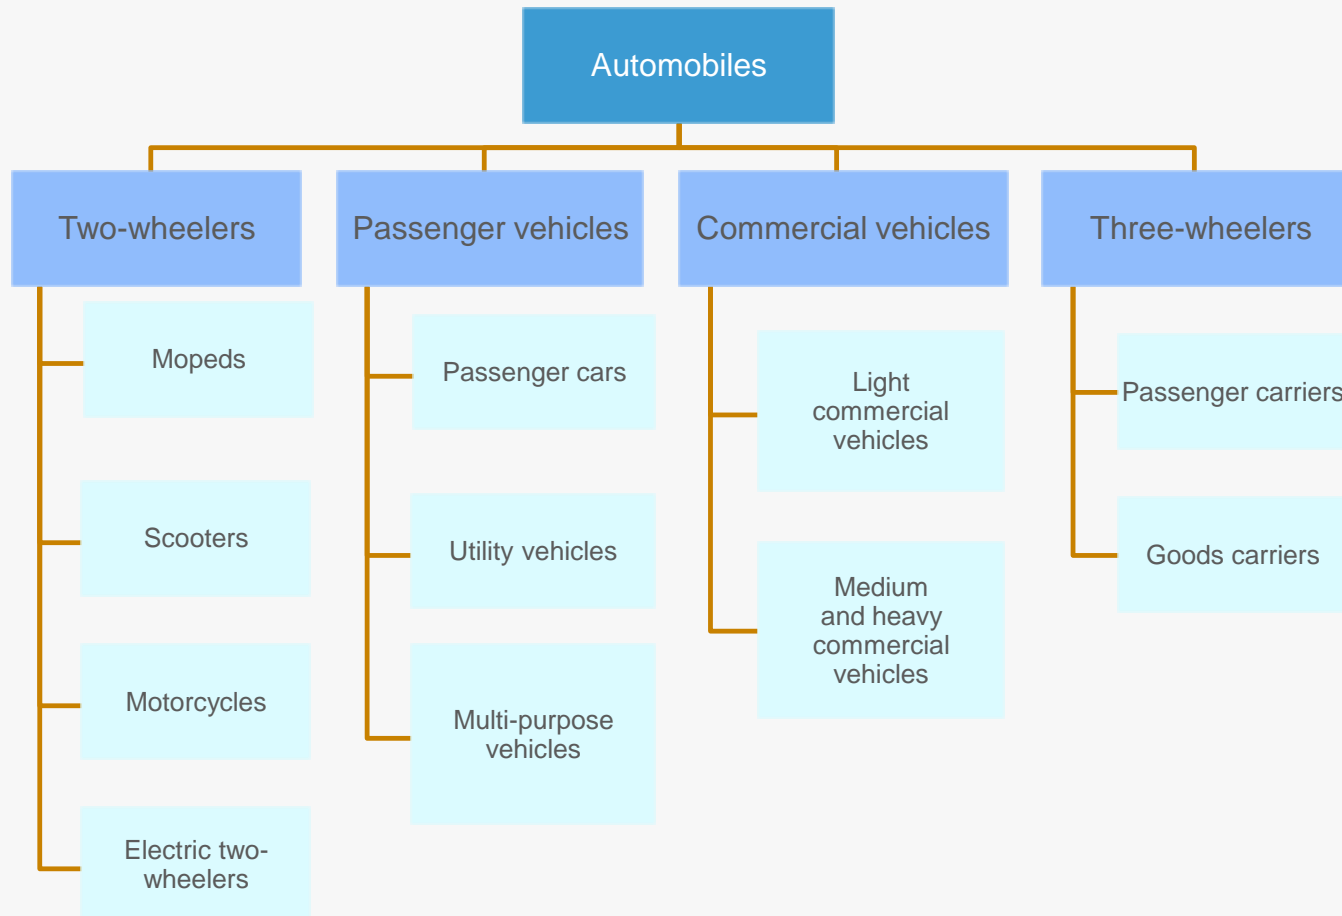 Automobiles
Two-wheelers
Passenger vehicles
Commercial vehicles
Three-wheelers
Mopeds
Scooters
Motorcycles
Electric two-
wheelers
Passenger cars
Utility vehicles
Multi-purpose
vehicles
Light
commercial
vehicles
Medium
and heavy
commercial
vehicles
Passenger carriers
Goods carriers